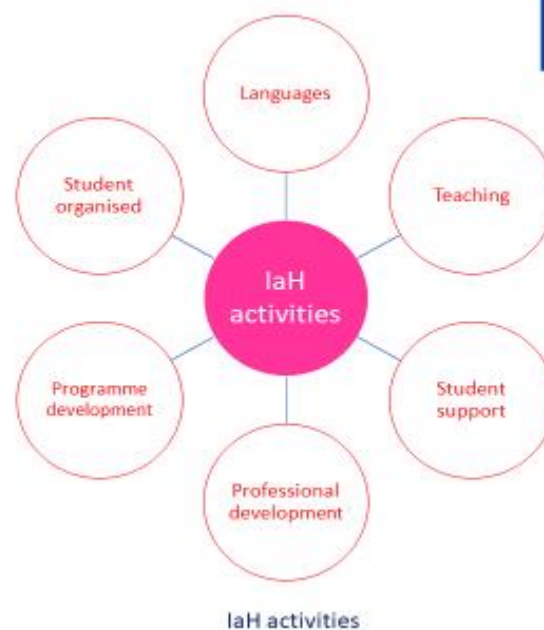 Languages
Student
organised
Teaching
IaH
activities
Programme
development
Student
support
Professional
development
IaH activities